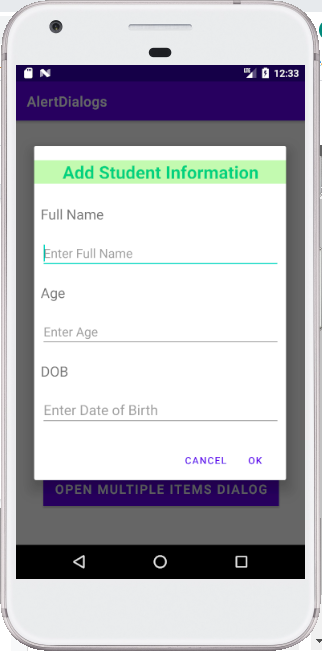 12:33
AlertDialogs
Add Student Information
Full Name
Enter Full Name
Age
Enter Age
DOB
Enter Date of Birth
CANCEL OK
OPEN MULTIPLE ITEMS DIALOG